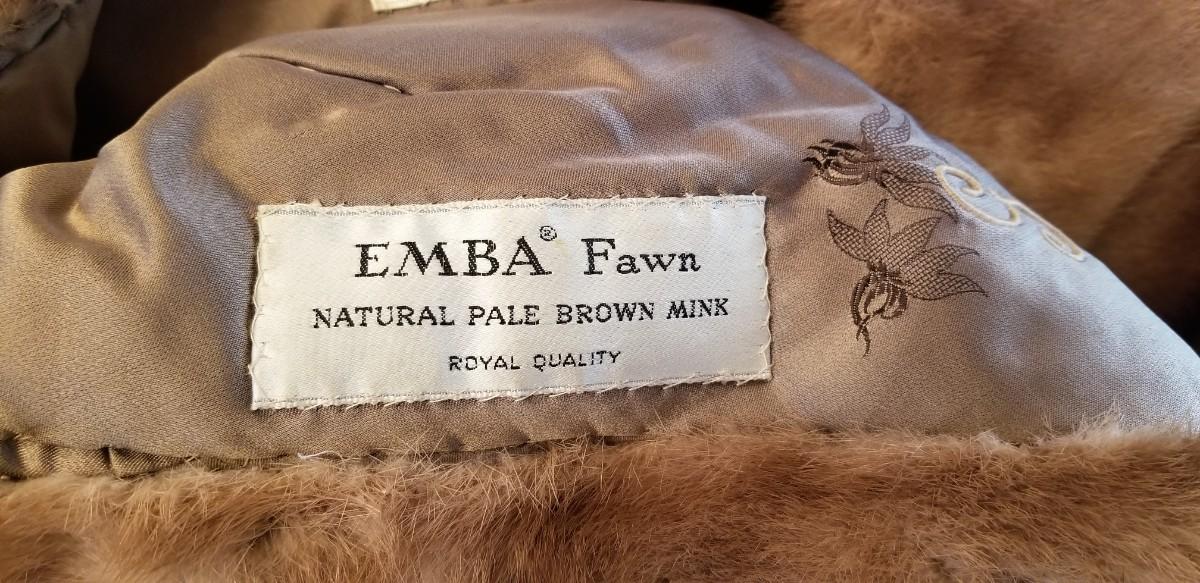 EMBA® Fawn
NATURAL PALE BROWN MINK
ROYAL QUALITY